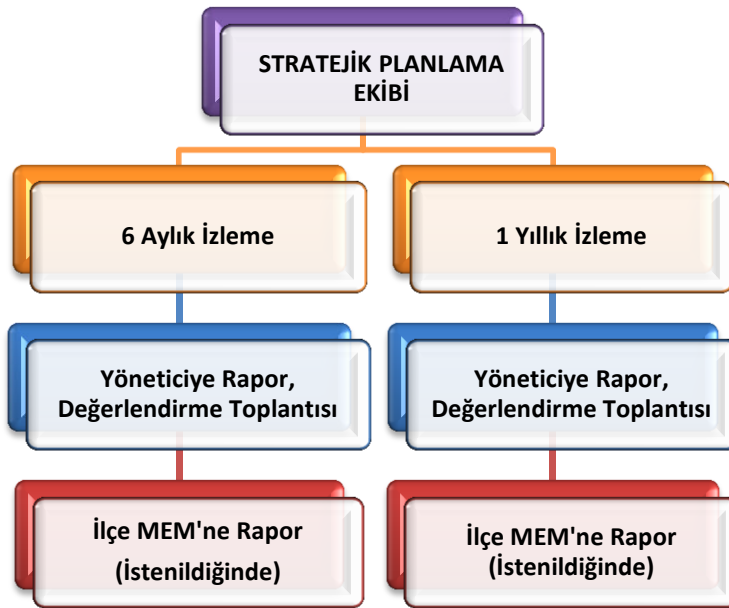 STRATEJİK PLANLAMA
EKİBİ
6 Aylık İzleme
1 Yıllık İzleme
Yöneticiye Rapor,
Değerlendirme Toplantısı
Yöneticiye Rapor,
Değerlendirme Toplantısı
İlçe MEM'ne Rapor
(İstenildiğinde)
İlçe MEM'ne Rapor
(İstenildiğinde)